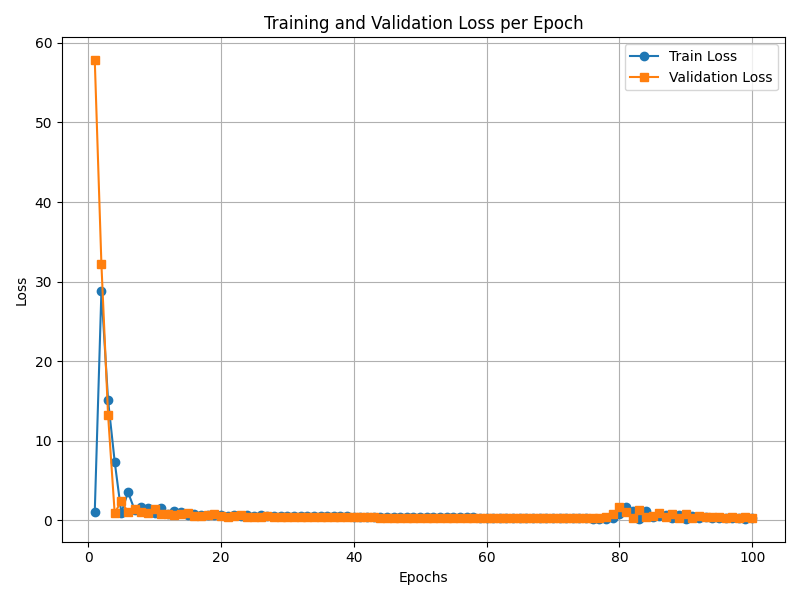 Training and Validation Loss per Epoch
Train Loss
Validation Loss
60
50
40
30
20
10
0
Loss
0 20 40 60 80 100
Epochs